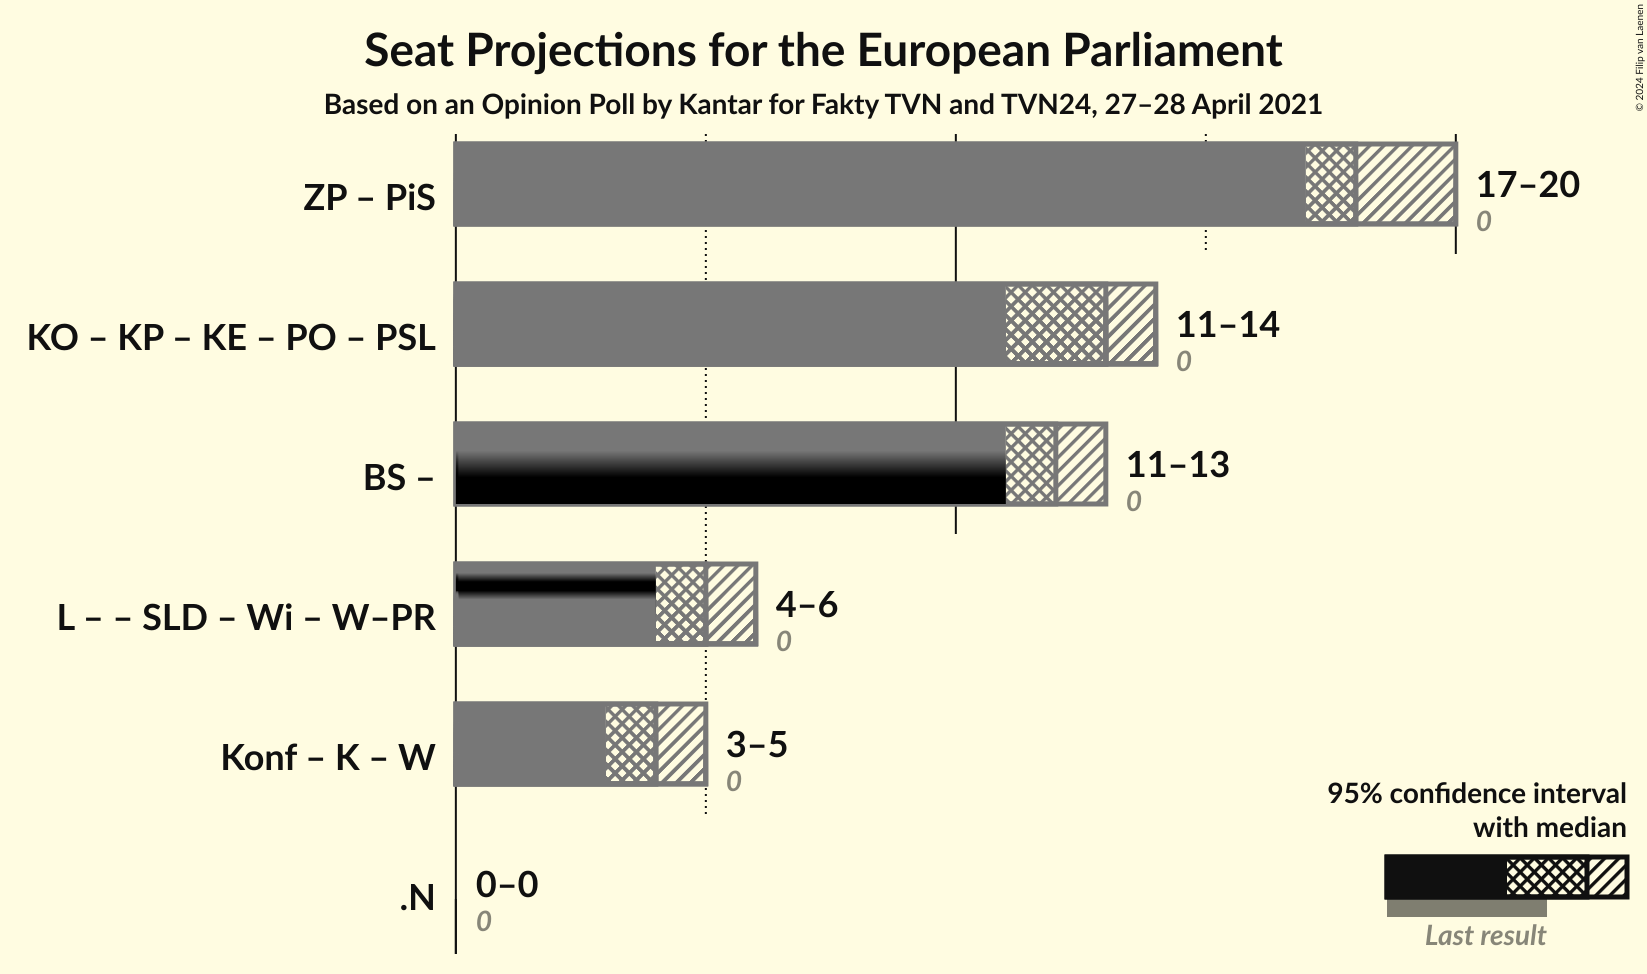 Seat Projections for the European Parliament
Based on an Opinion Poll by Kantar for Fakty TVN and TVN24, 27–28 April 2021
© 2024 Filip van Laenen
ZP – PiS
17–20
0
KO – KP – KE – PO – PSL
11–14
0
BS –
11–13
0
L – – SLD – Wi – W–PR
4–6
0
Konf – K – W
3–5
0
.N
0–0
0
95% confidence interval
with median
Last result